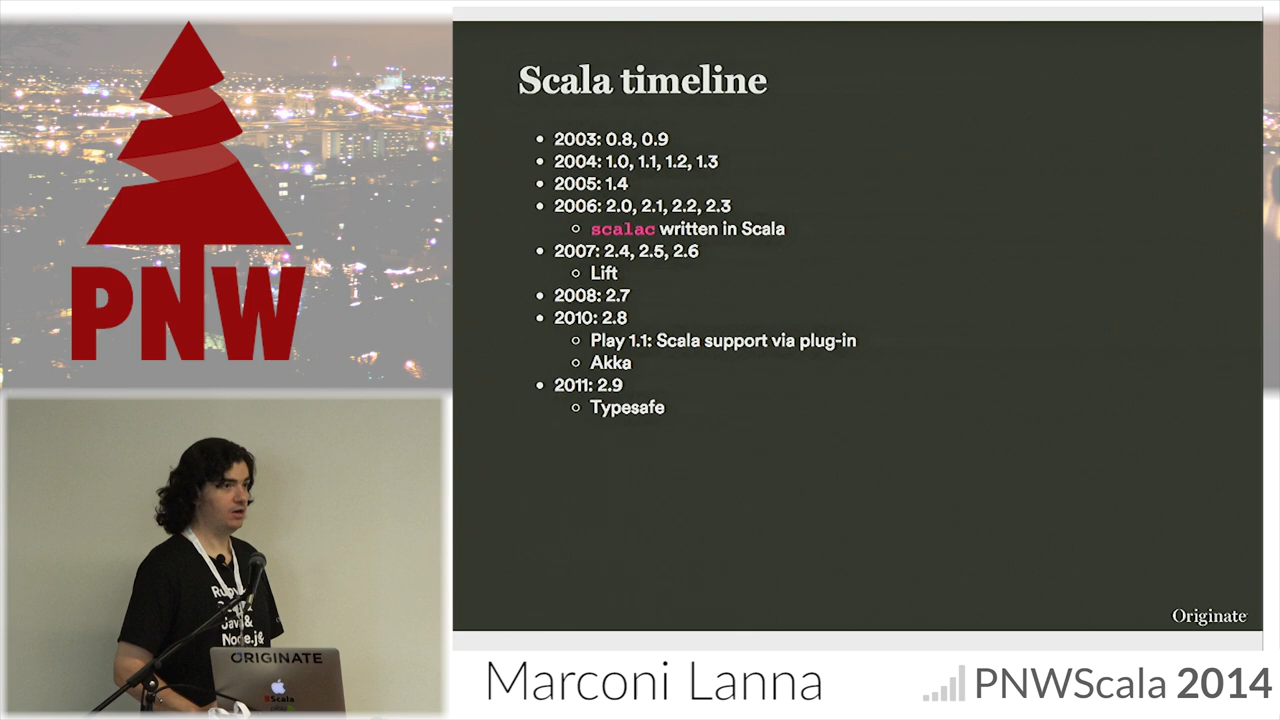 PNW
Scala timeline
• 2003: 0.8, 0.9
• 2004: 1.0, 1.1, 1.2, 1.3
• 2005: 1.4
• 2006: 2.0, 2.1, 2.2, 2.3
○ scalac written in Scala
• 2007: 2.4, 2.5, 2.6
○ Lift
• 2008: 2.7
• 2010: 2.8
○ Play 1.1: Scala support via plug-in
○ Akka
• 2011: 2.9
○ Typesafe
Originate
Java&
Node.j&
ORIGINATE
Scala
Marconi Lanna
PNWScala 2014